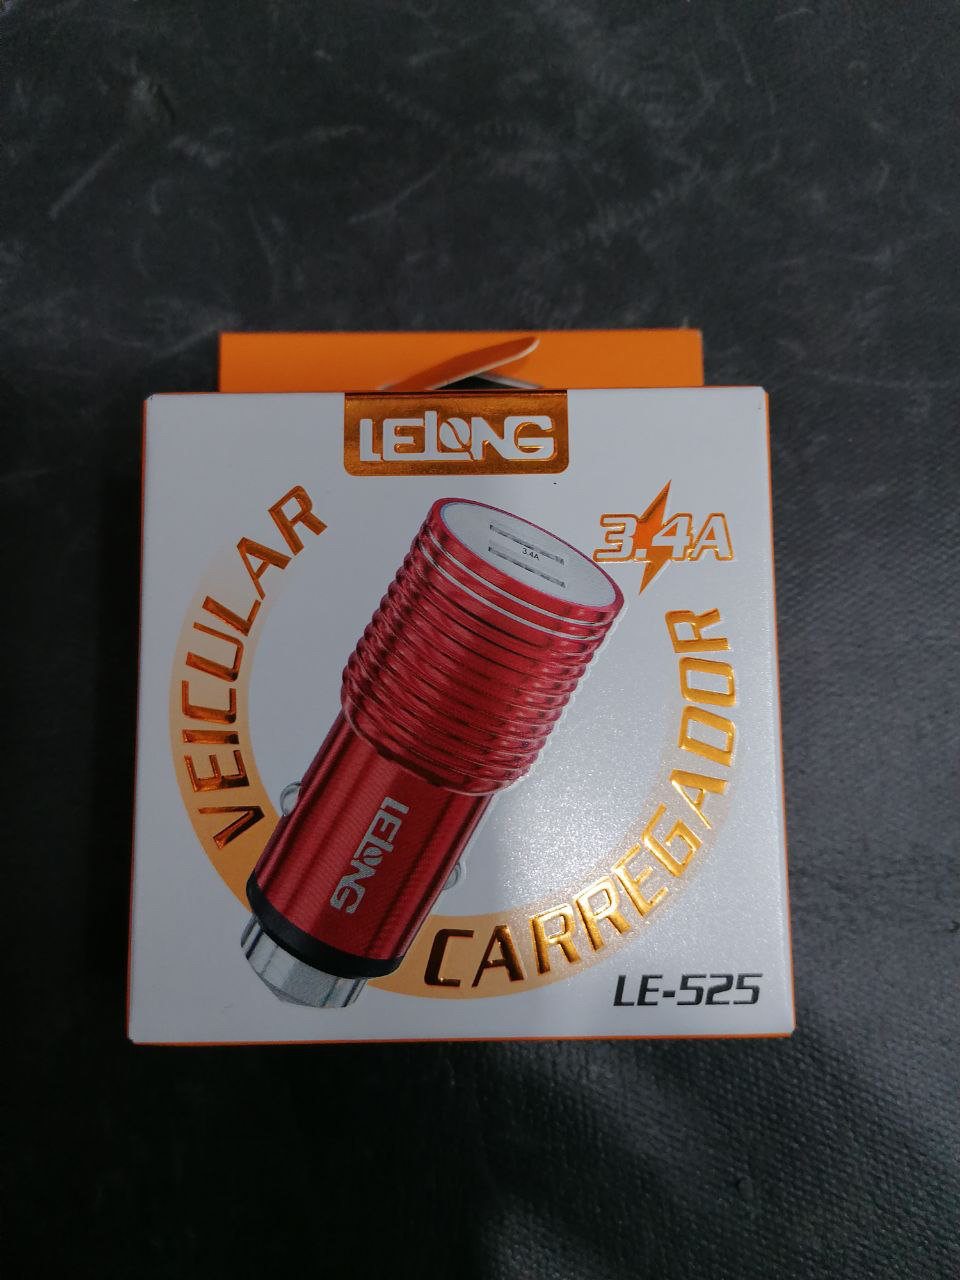 LELONG
3.4A
3.4A
VEICULAR
CARREGADOR
LELONG
LE-525